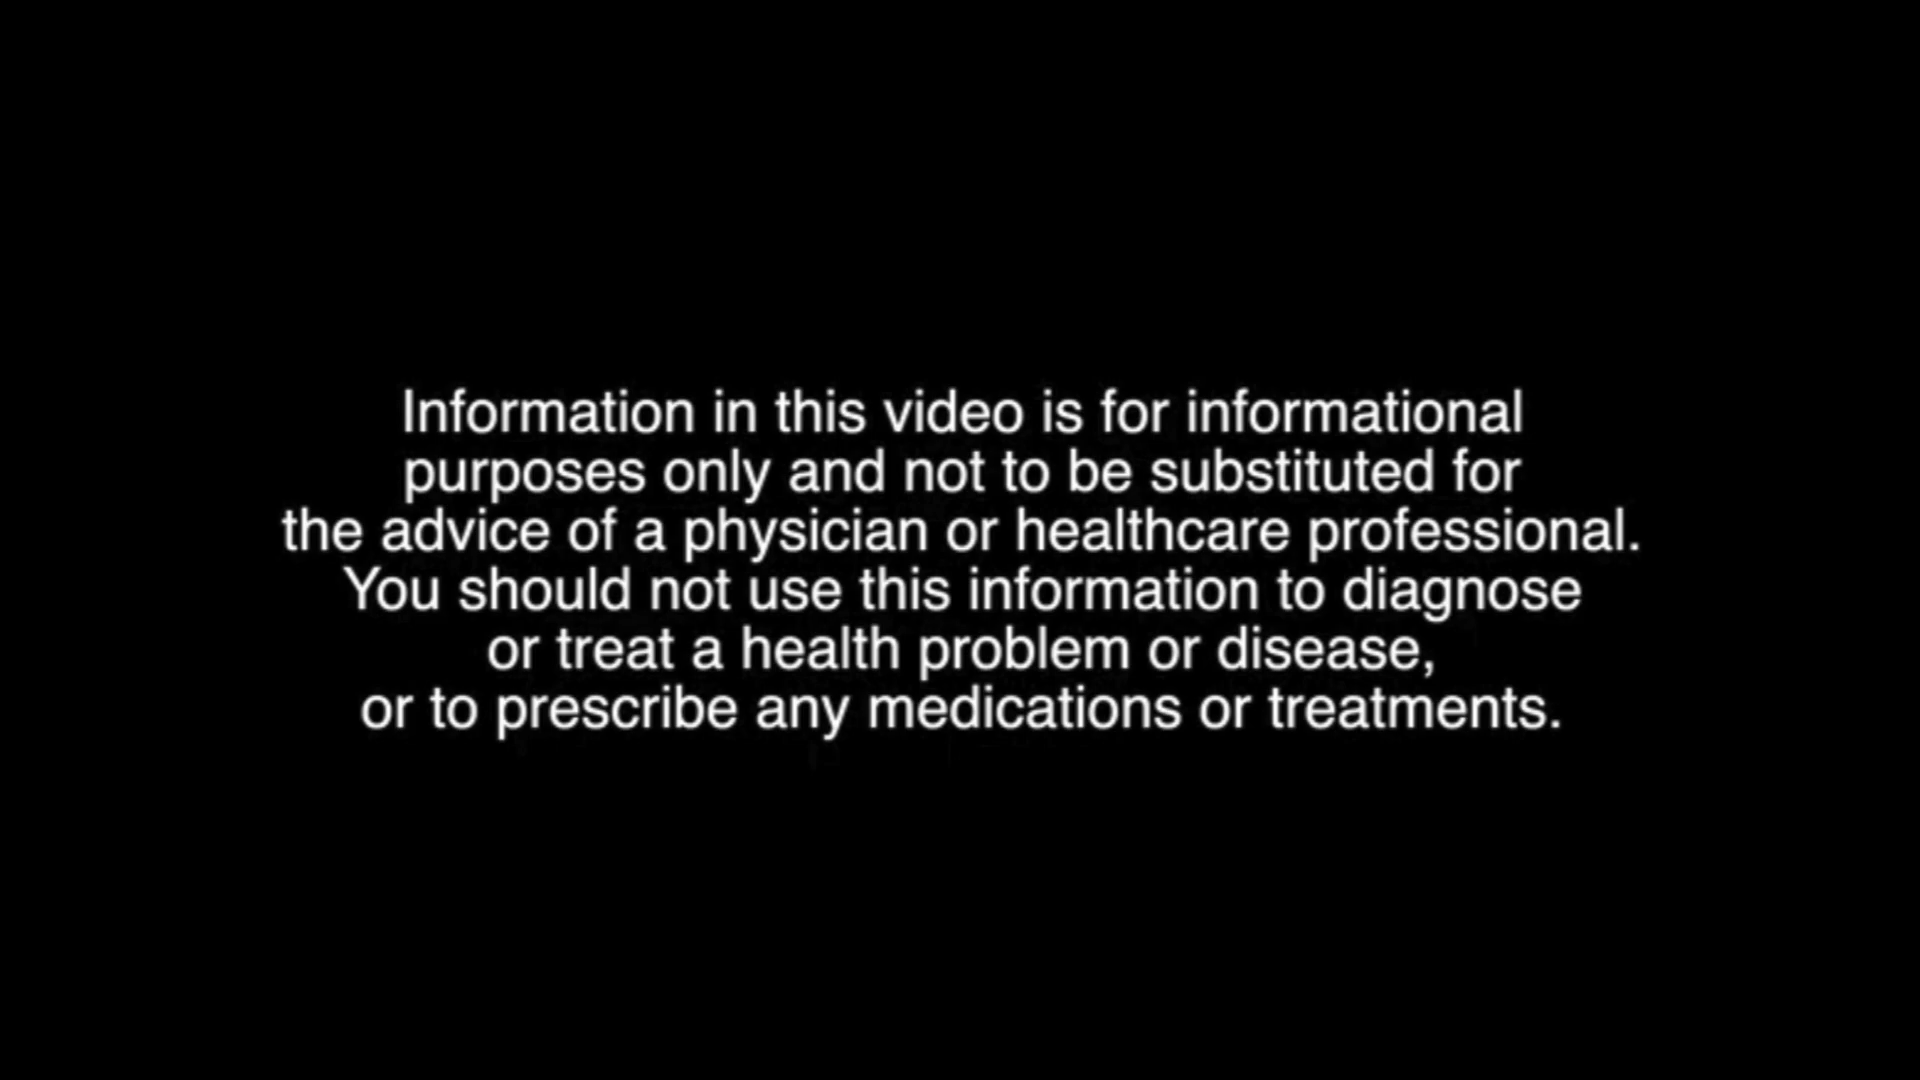 Information in this video is for informational
purposes only and not to be substituted for
the advice of a physician or healthcare professional.
You should not use this information to diagnose
or treat a health problem or disease,
or to prescribe any medications or treatments.